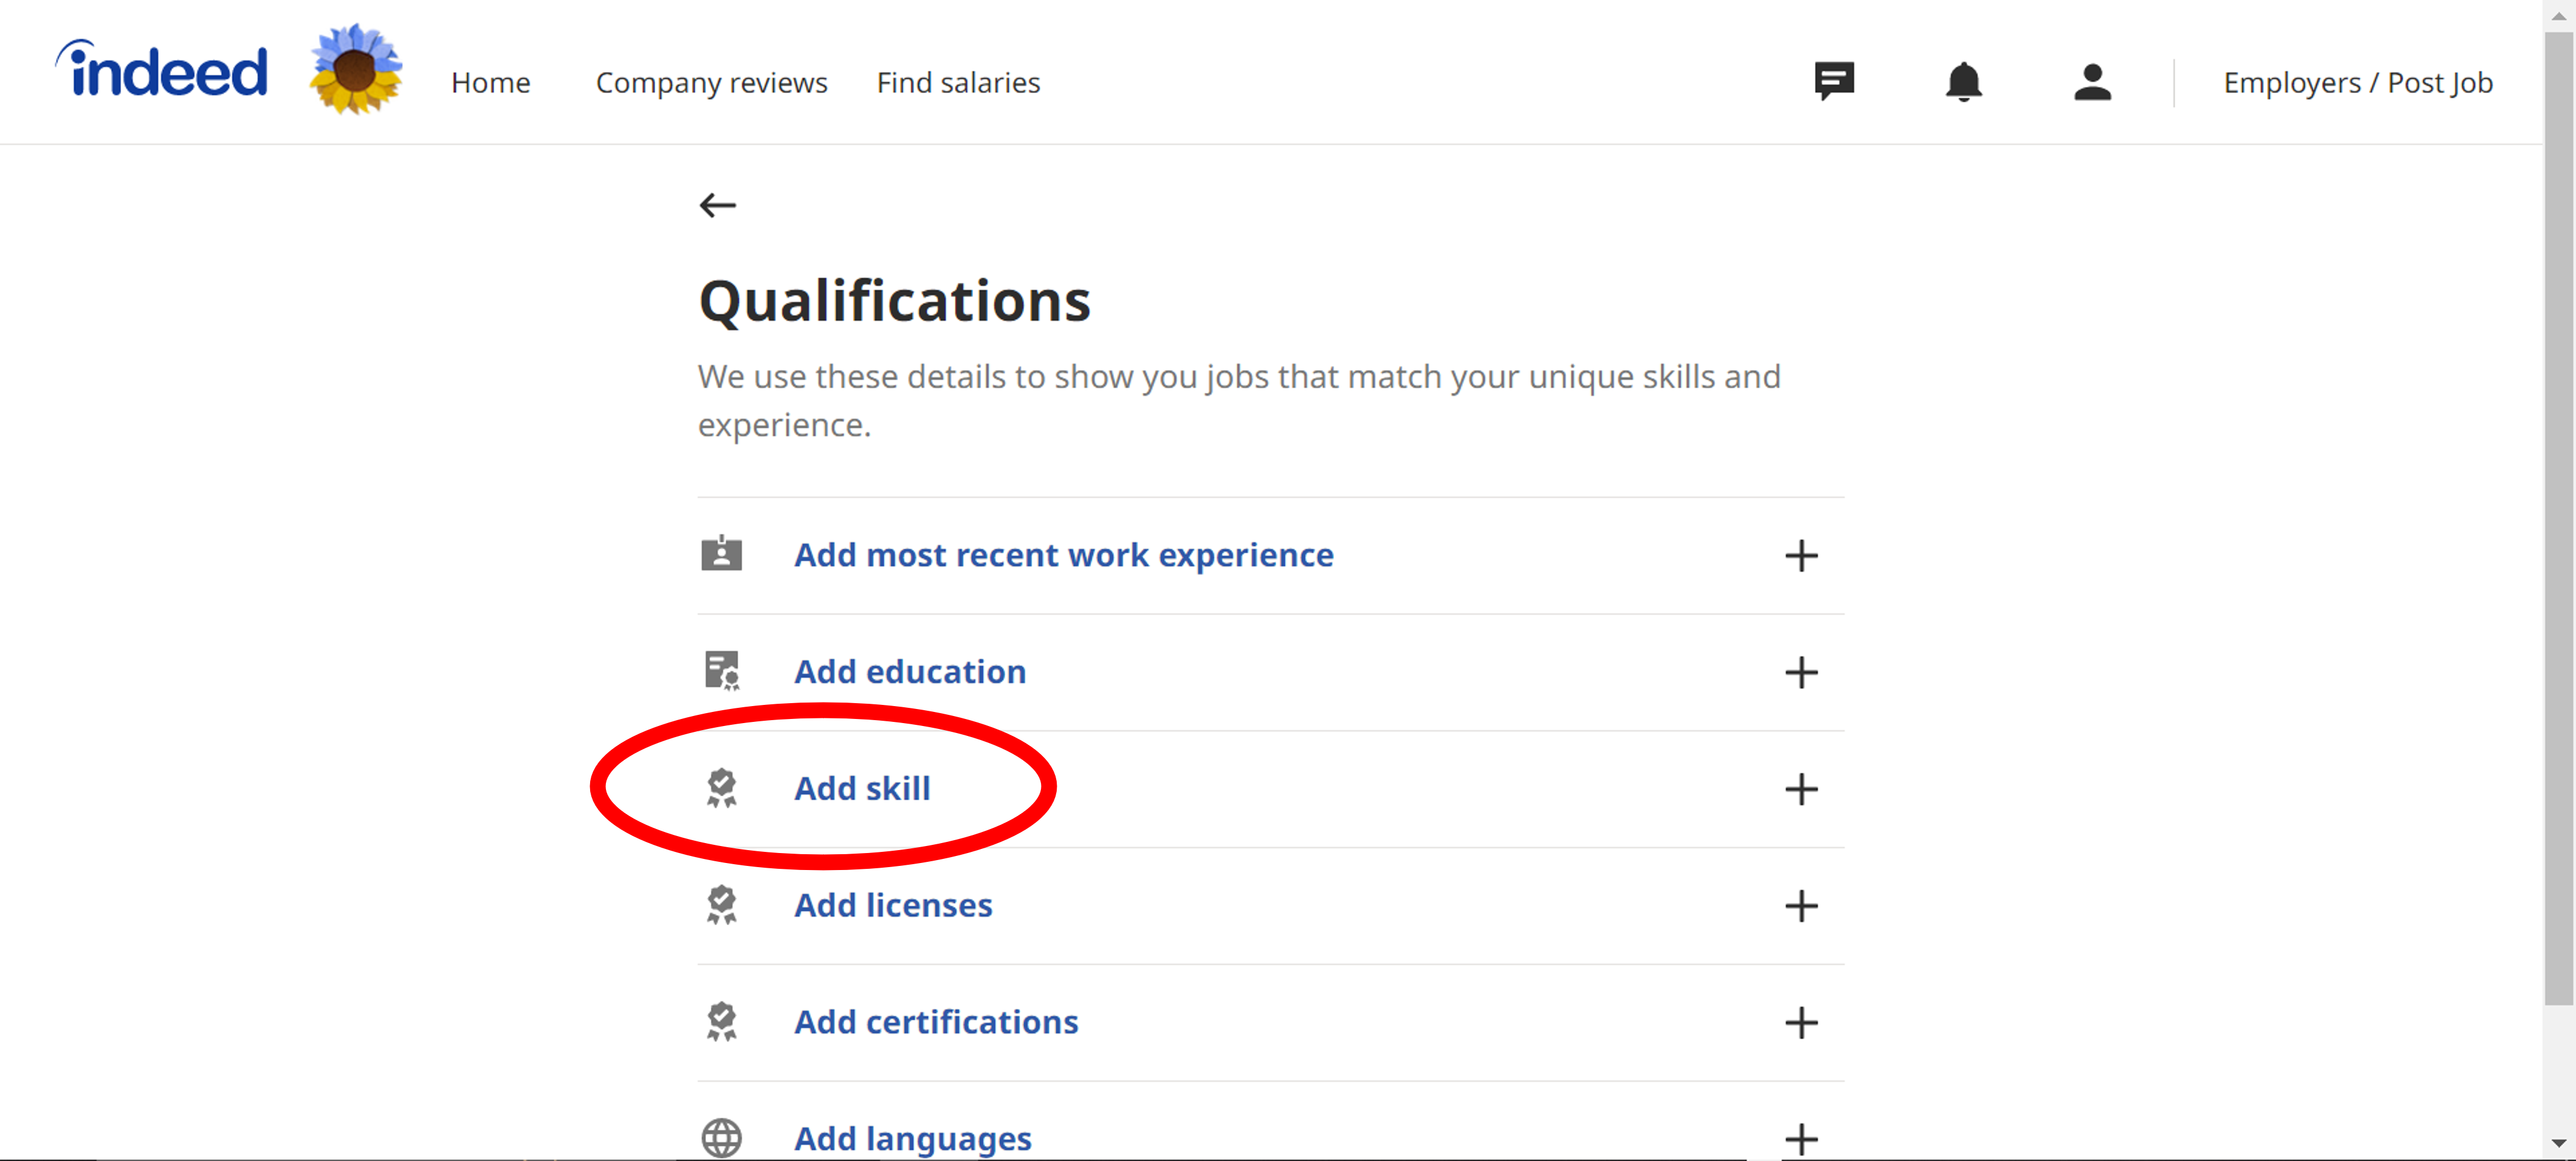 indeed Home Company reviews Find salaries Employers / Post Job
Qualifications
We use these details to show you jobs that match your unique skills and
experience.
Add most recent work experience
Add education
Add skill
Add licenses
Add certifications
Add languages